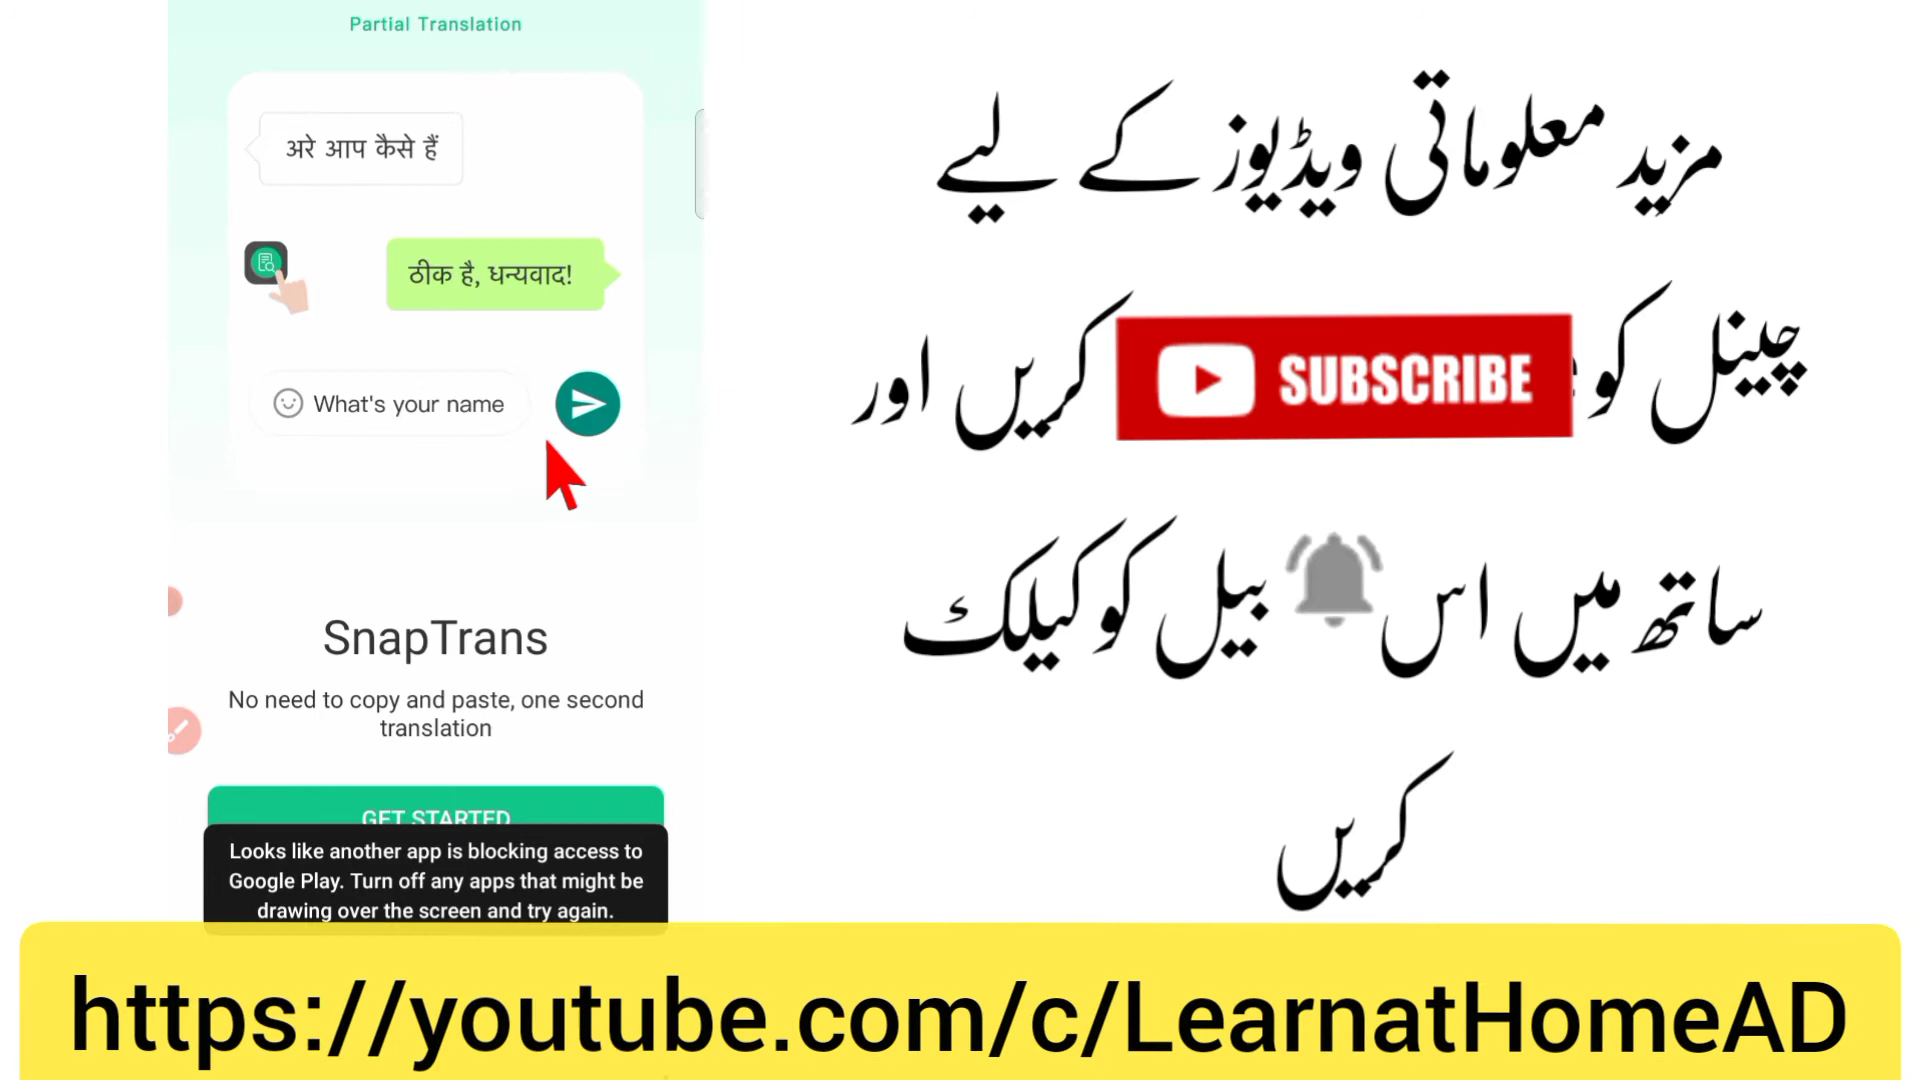 Partial Translation
अरे आप कैसे हैं
ठीक है, धन्यवाद!
What's your name
SnapTrans
No need to copy and paste, one second
translation
GET STARTED
Looks like another app is blocking access to
Google Play. Turn off any apps that might be
drawing over the screen and try again.
مزید معلوماتی ویڈیوز کے لیے
چینل کو SUBSCRIBE کریں اور
ساتھ میں اس بیل کو کیلک
کریں
https://youtube.com/c/LearnatHomeAD